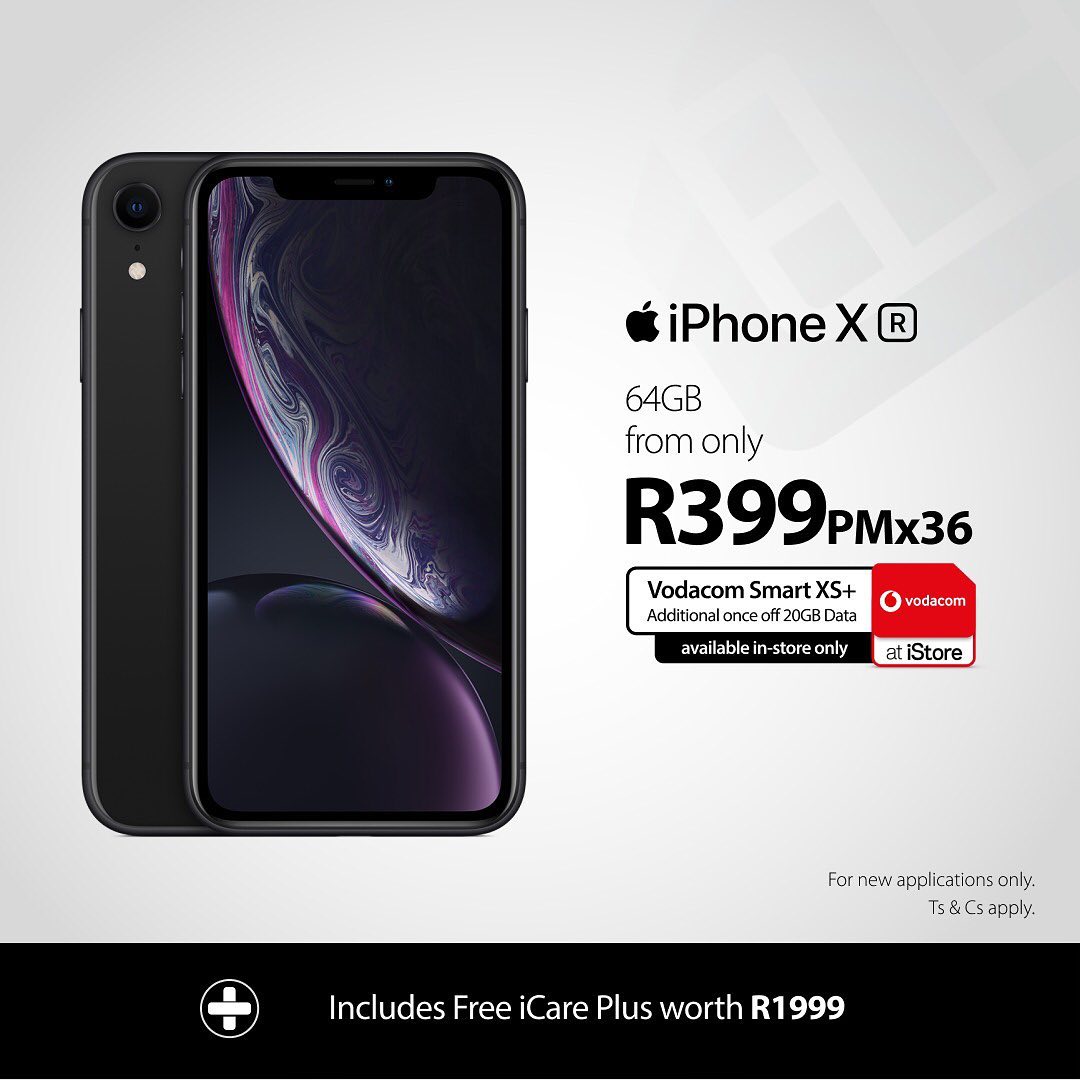 iPhone X R
64GB
from only
R399PMx36
Vodacom Smart XS+
Additional once off 20GB Data
available in-store only
vodacom
at iStore
For new applications only.
Ts & Cs apply.
Includes Free iCare Plus worth R1999